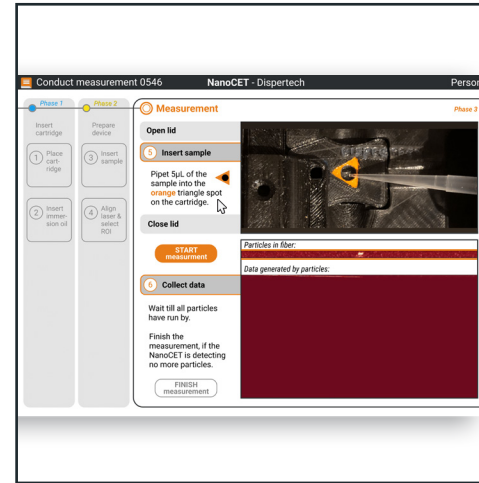 Conduct measurement 0546
NanoCET - Dispertech
Person
Phase 1
Insert
cartridge
1 Place
cart-
ridge
2 Insert
immer-
sion oil
Phase 2
Prepare
device
3 Insert
sample
4 Align
laser &
select
ROI
Measurement
Phase 3
Open lid
5 Insert sample
Pipet 5µL of the
sample into the
orange triangle spot
on the cartridge.
Close lid
START
measurment
6 Collect data
Wait till all particles
have run by.
Finish the
measurement, if the
NanoCET is detecting
no more particles.
FINISH
measurement
Particles in fiber:
Data generated by particles: